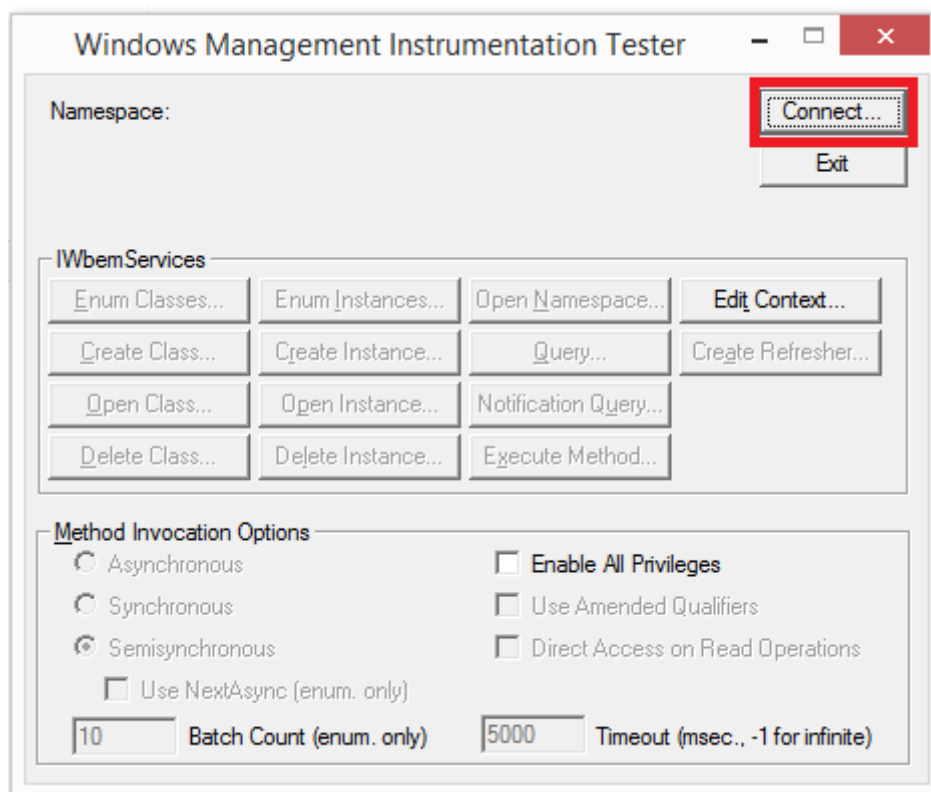 Windows Management Instrumentation Tester
Namespace:
Connect...
Exit
IWbemServices
Enum Classes... Enum Instances... Open Namespace... Edit Context...
Create Class... Create Instance... Query... Create Refresher...
Open Class... Open Instance... Notification Query...
Delete Class... Delete Instance... Execute Method...
Method Invocation Options
Asynchronous Enable All Privileges
Synchronous Use Amended Qualifiers
Semisynchronous Direct Access on Read Operations
Use NextAsync (enum. only)
10 Batch Count (enum. only) 5000 Timeout (msec., -1 for infinite)